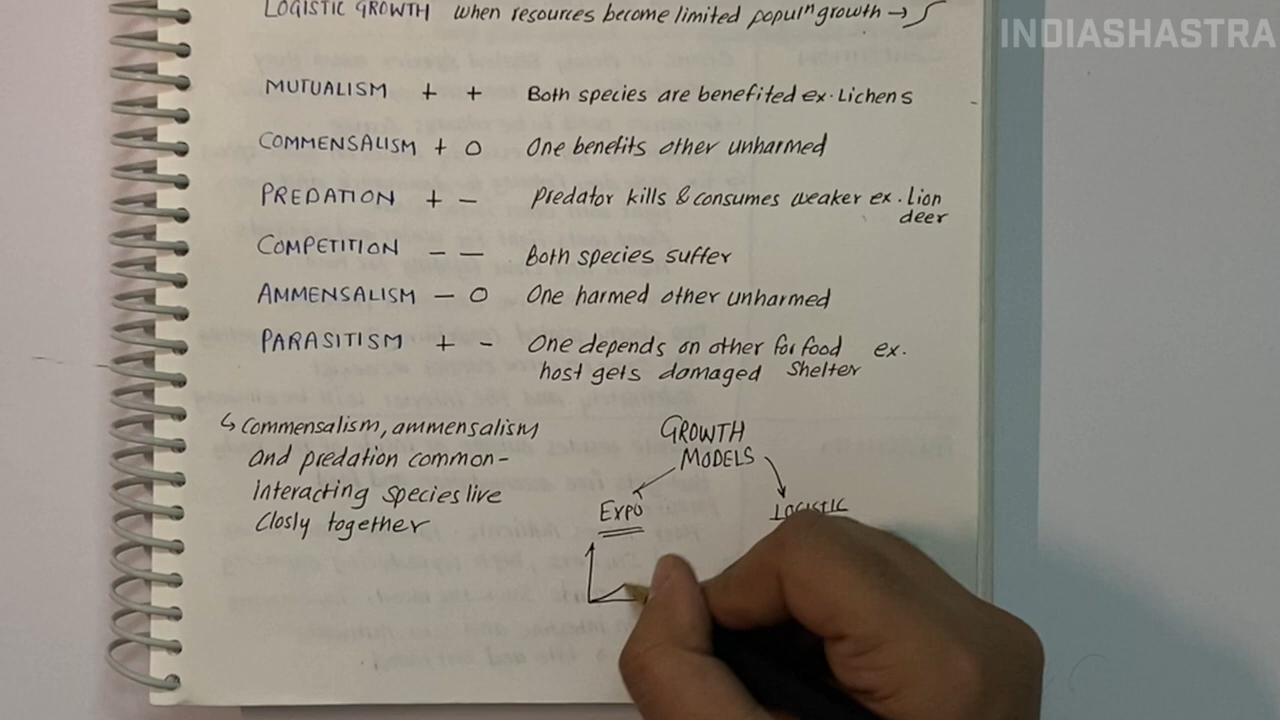 INDIASHASTRA
LOGISTIC GROWTH when resources become limited populⁿ growth → ʃ
MUTUALISM + + Both species are benefited ex. Lichens
COMMENSALISM + O One benefits other unharmed
PREDATION + - Predator kills & consumes weaker ex. lion
deer
COMPETITION - - Both species suffer
AMMENSALISM - O One harmed other unharmed
PARASITISM + - One depends on other for food ex.
host gets damaged Shelter
↳ commensalism, ammensalism
and predation common-
interacting species live
closly together
GROWTH
MODELS
EXPO
LOGISTIC